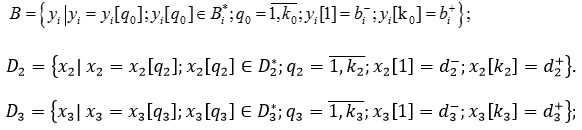 B = { y_i | y_i = y_i[q_0]; y_i[q_0] ∈ B_i^*; q_0 = \overline{1, k_0}; y_i[1] = b_i^-; y_i[k_0] = b_i^+ };
D_2 = { x_2 | x_2 = x_2[q_2]; x_2[q_2] ∈ D_2^*; q_2 = \overline{1, k_2}; x_2[1] = d_2^-; x_2[k_2] = d_2^+ }.
D_3 = { x_3 | x_3 = x_3[q_3]; x_3[q_3] ∈ D_3^*; q_3 = \overline{1, k_3}; x_3[1] = d_3^-; x_3[k_3] = d_3^+ };